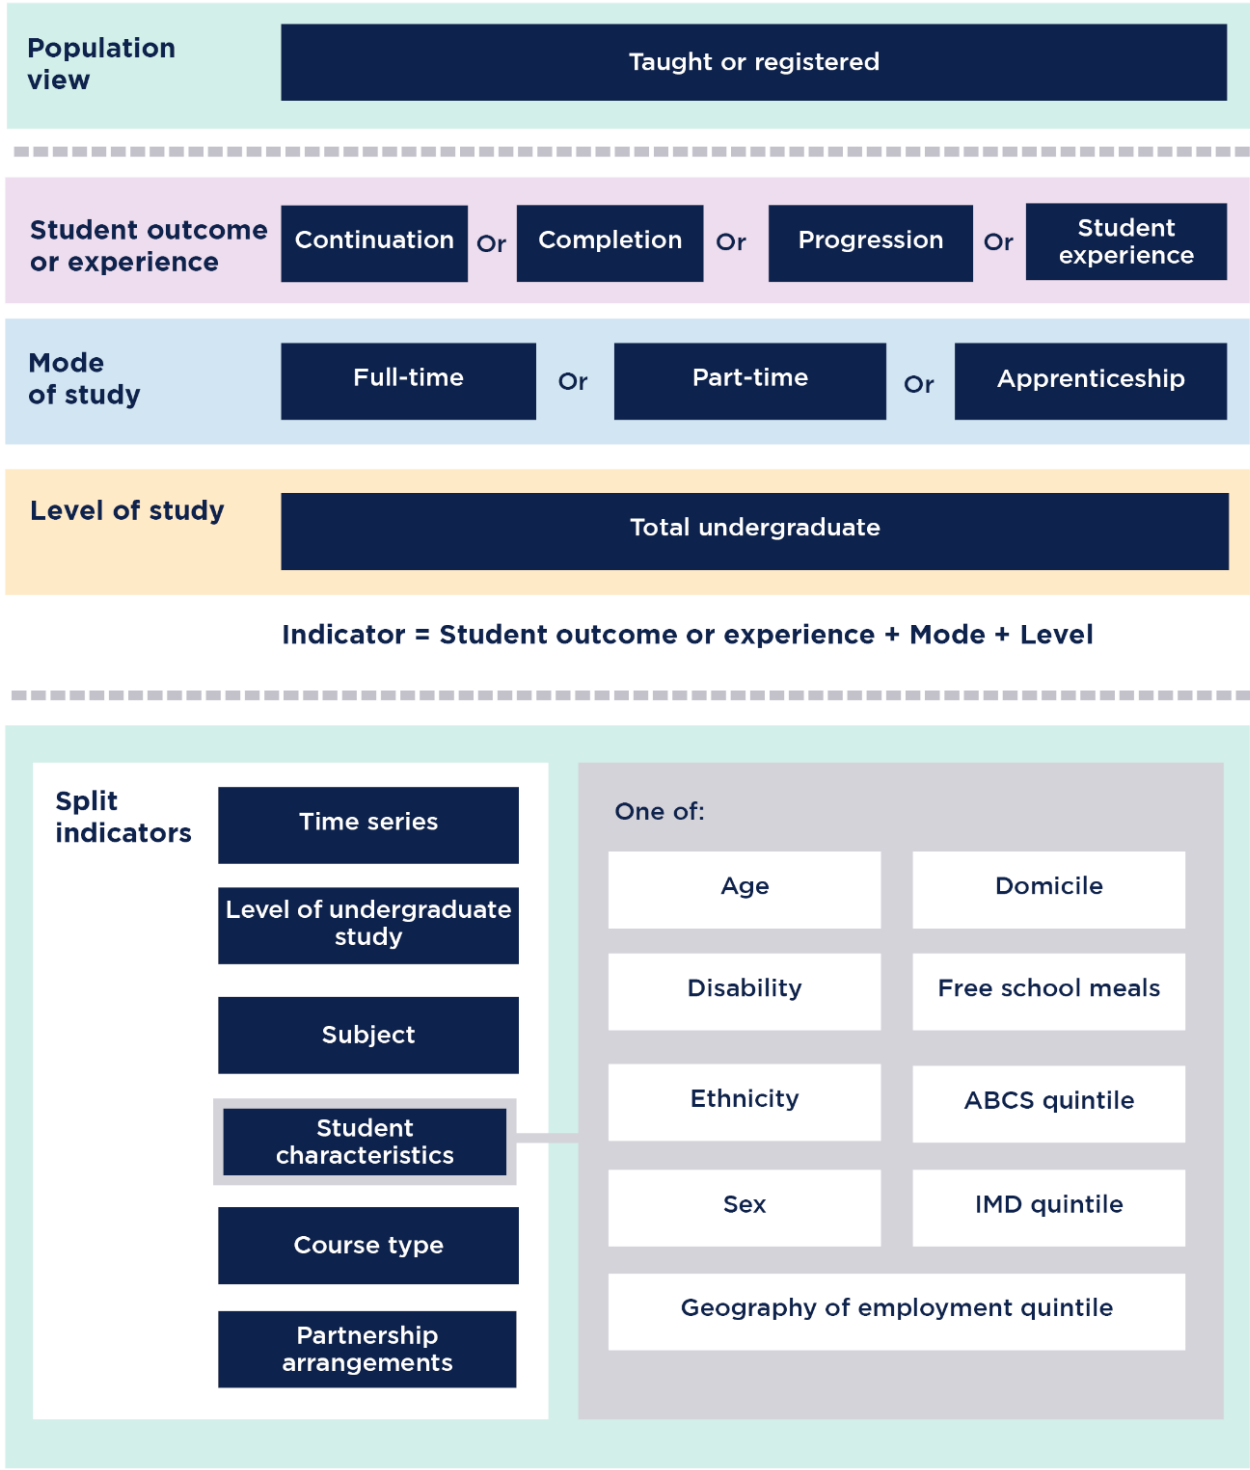 Population
view
Taught or registered
Student outcome
or experience
Continuation Or Completion Or Progression Or Student
experience
Mode
of study
Full-time Or Part-time Or Apprenticeship
Level of study
Total undergraduate
Indicator = Student outcome or experience + Mode + Level
Split
indicators
Time series
Level of undergraduate
study
Subject
Student
characteristics
Course type
Partnership
arrangements
One of:
Age Domicile
Disability Free school meals
Ethnicity ABCS quintile
Sex IMD quintile
Geography of employment quintile